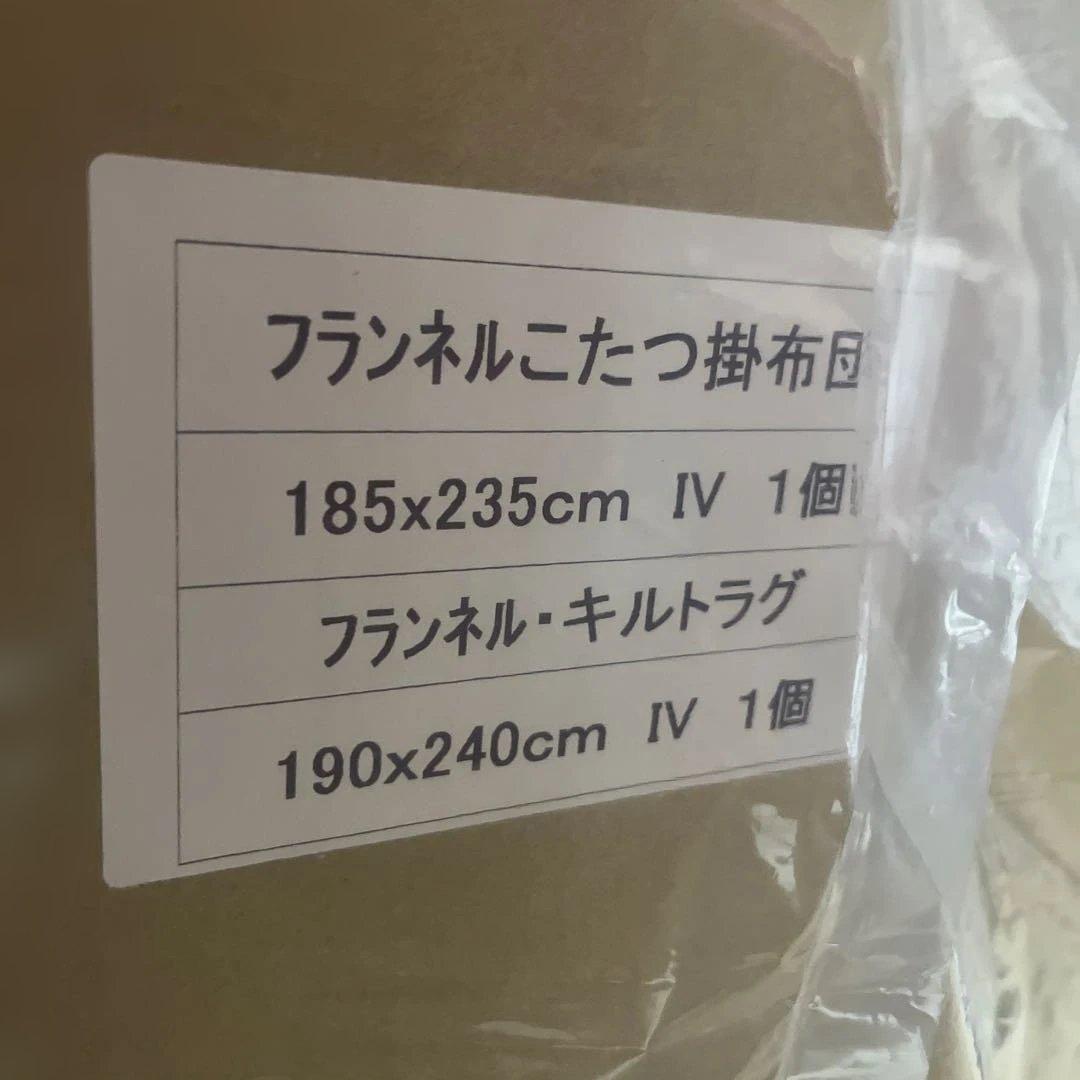 フランネルこたつ掛布団
185x235cm IV 1個
フランネル・キルトラグ
190x240cm IV 1個